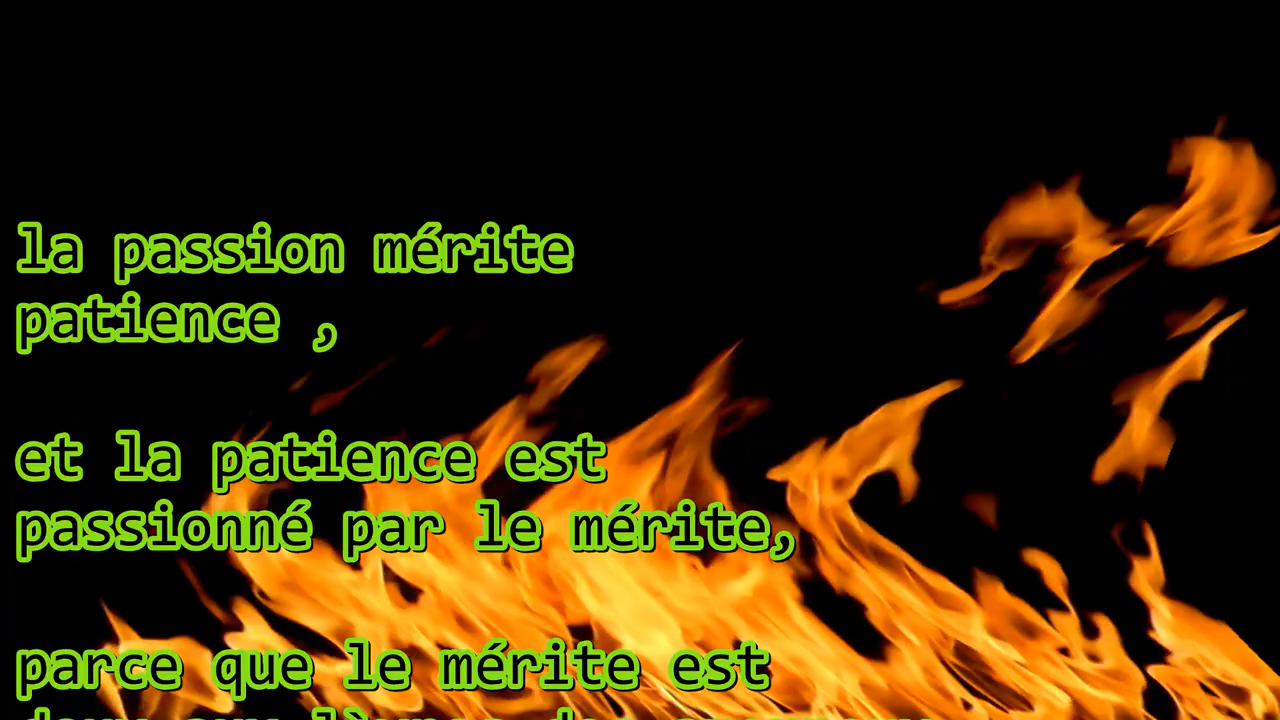 la passion mérite
patience ,
et la patience est
passionné par le mérite,
parce que le mérite est